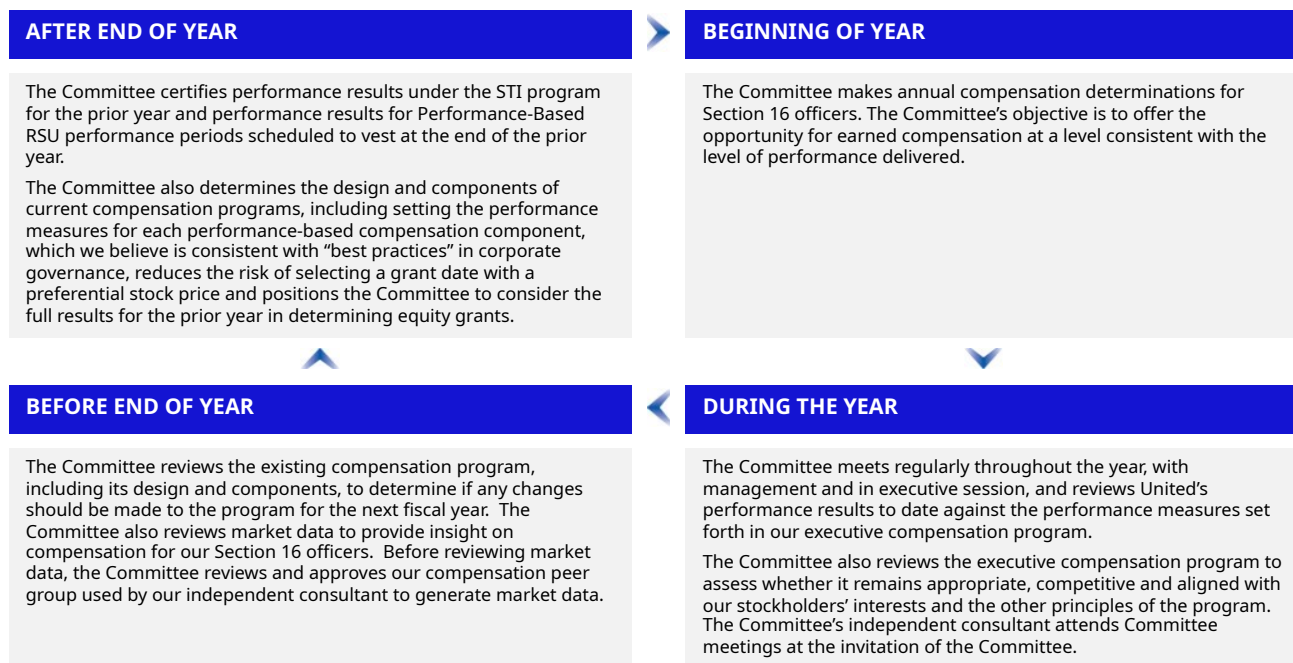 AFTER END OF YEAR
The Committee certifies performance results under the STI program
for the prior year and performance results for Performance-Based
RSU performance periods scheduled to vest at the end of the prior
year.
The Committee also determines the design and components of
current compensation programs, including setting the performance
measures for each performance-based compensation component,
which we believe is consistent with “best practices” in corporate
governance, reduces the risk of selecting a grant date with a
preferential stock price and positions the Committee to consider the
full results for the prior year in determining equity grants.
BEGINNING OF YEAR
The Committee makes annual compensation determinations for
Section 16 officers. The Committee’s objective is to offer the
opportunity for earned compensation at a level consistent with the
level of performance delivered.
BEFORE END OF YEAR
The Committee reviews the existing compensation program,
including its design and components, to determine if any changes
should be made to the program for the next fiscal year.  The
Committee also reviews market data to provide insight on
compensation for our Section 16 officers.  Before reviewing market
data, the Committee reviews and approves our compensation peer
group used by our independent consultant to generate market data.
DURING THE YEAR
The Committee meets regularly throughout the year, with
management and in executive session, and reviews United’s
performance results to date against the performance measures set
forth in our executive compensation program.
The Committee also reviews the executive compensation program to
assess whether it remains appropriate, competitive and aligned with
our stockholders’ interests and the other principles of the program.
The Committee’s independent consultant attends Committee
meetings at the invitation of the Committee.